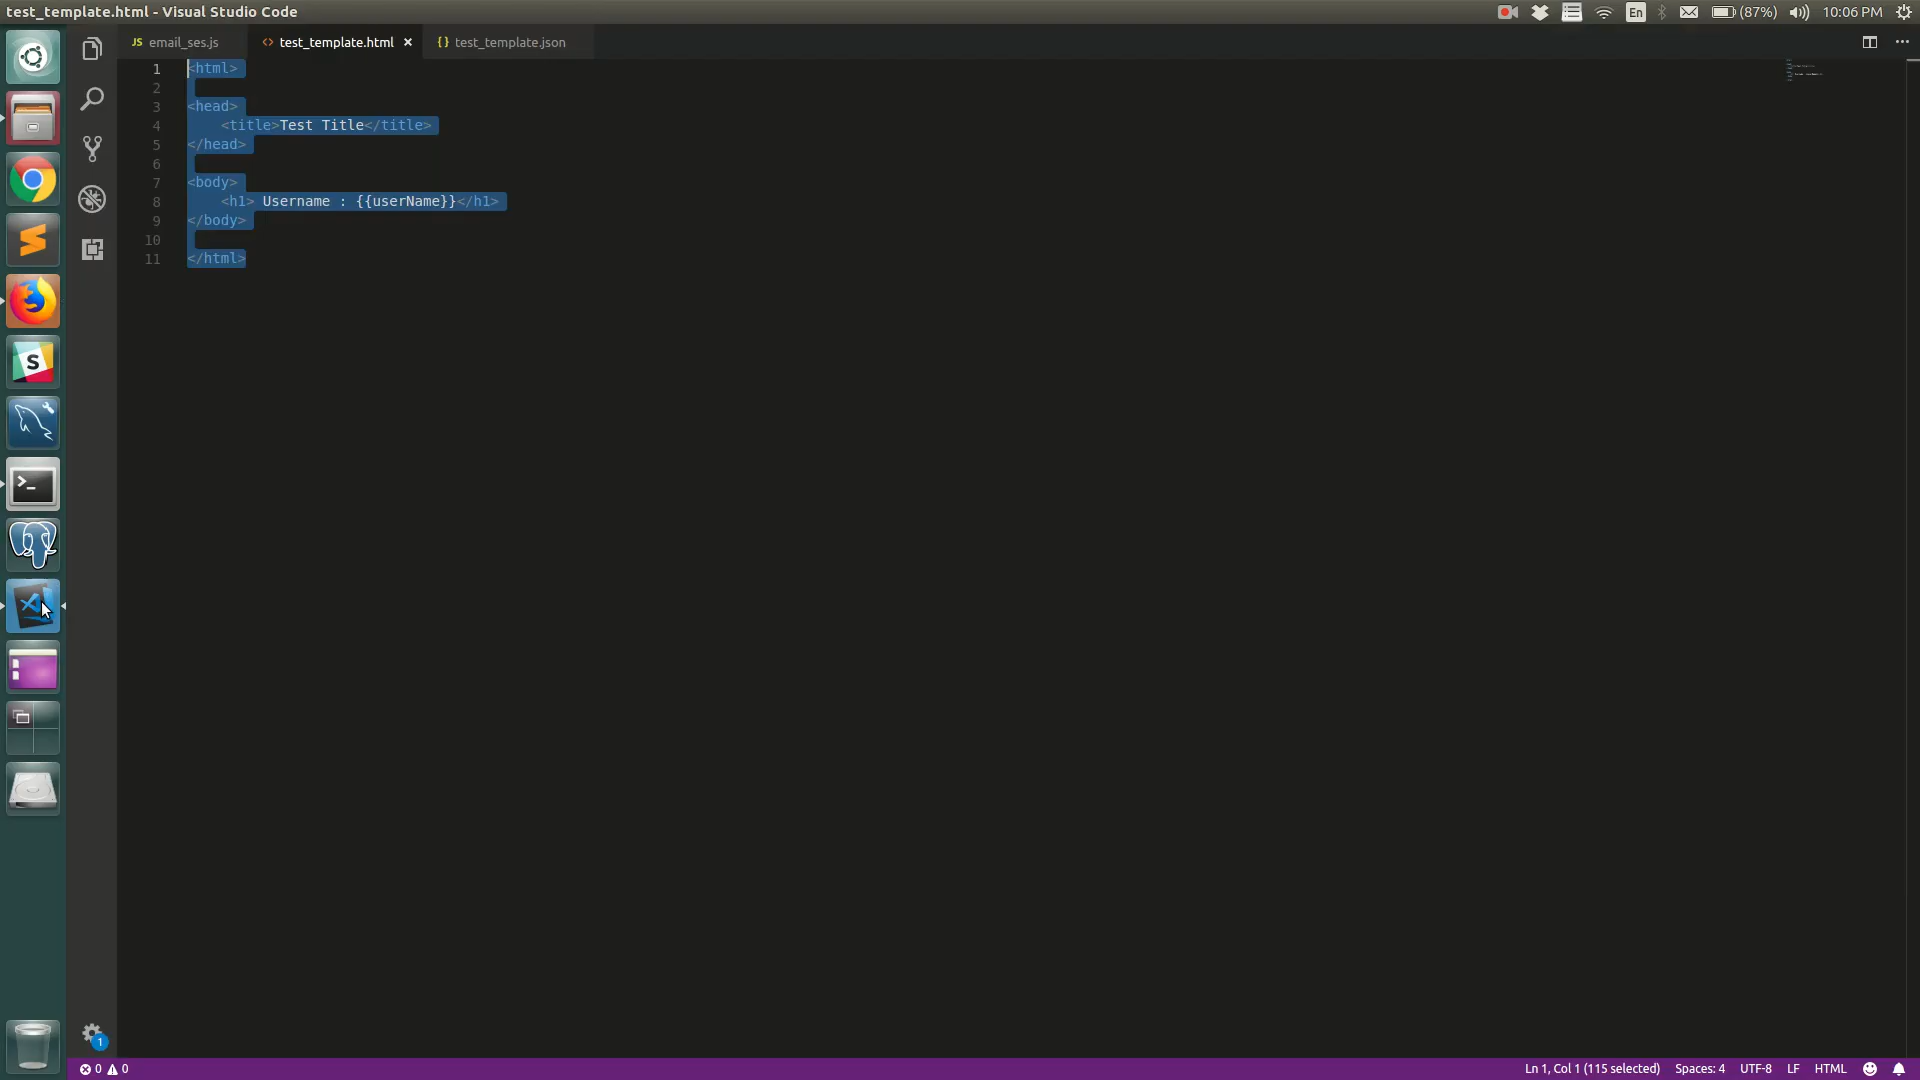 test_template.html - Visual Studio Code
En
(87%)
10:06 PM
JS email_ses.js
<> test_template.html ×
{} test_template.json
1 <html>
2
3 <head>
4 <title>Test Title</title>
5 </head>
6
7 <body>
8 <h1> Username : {{userName}}</h1>
9 </body>
10
11 </html>
S
>_
1
0 0
Ln 1, Col 1 (115 selected)
Spaces: 4
UTF-8
LF
HTML